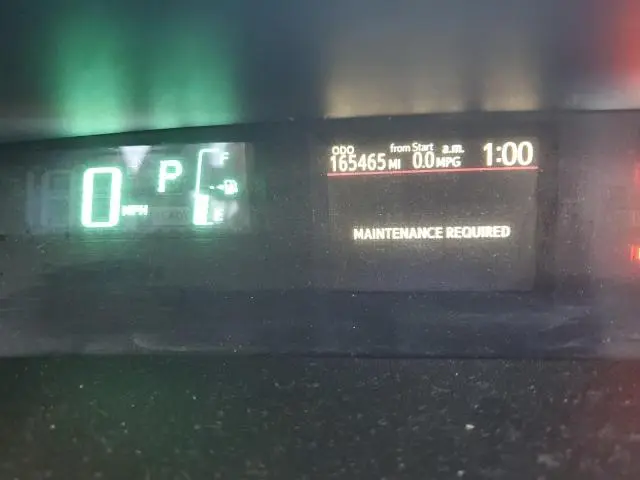 0 MPH
P
F
E
ODO from Start a.m.
165465 MI 0.0 MPG 1:00
MAINTENANCE REQUIRED